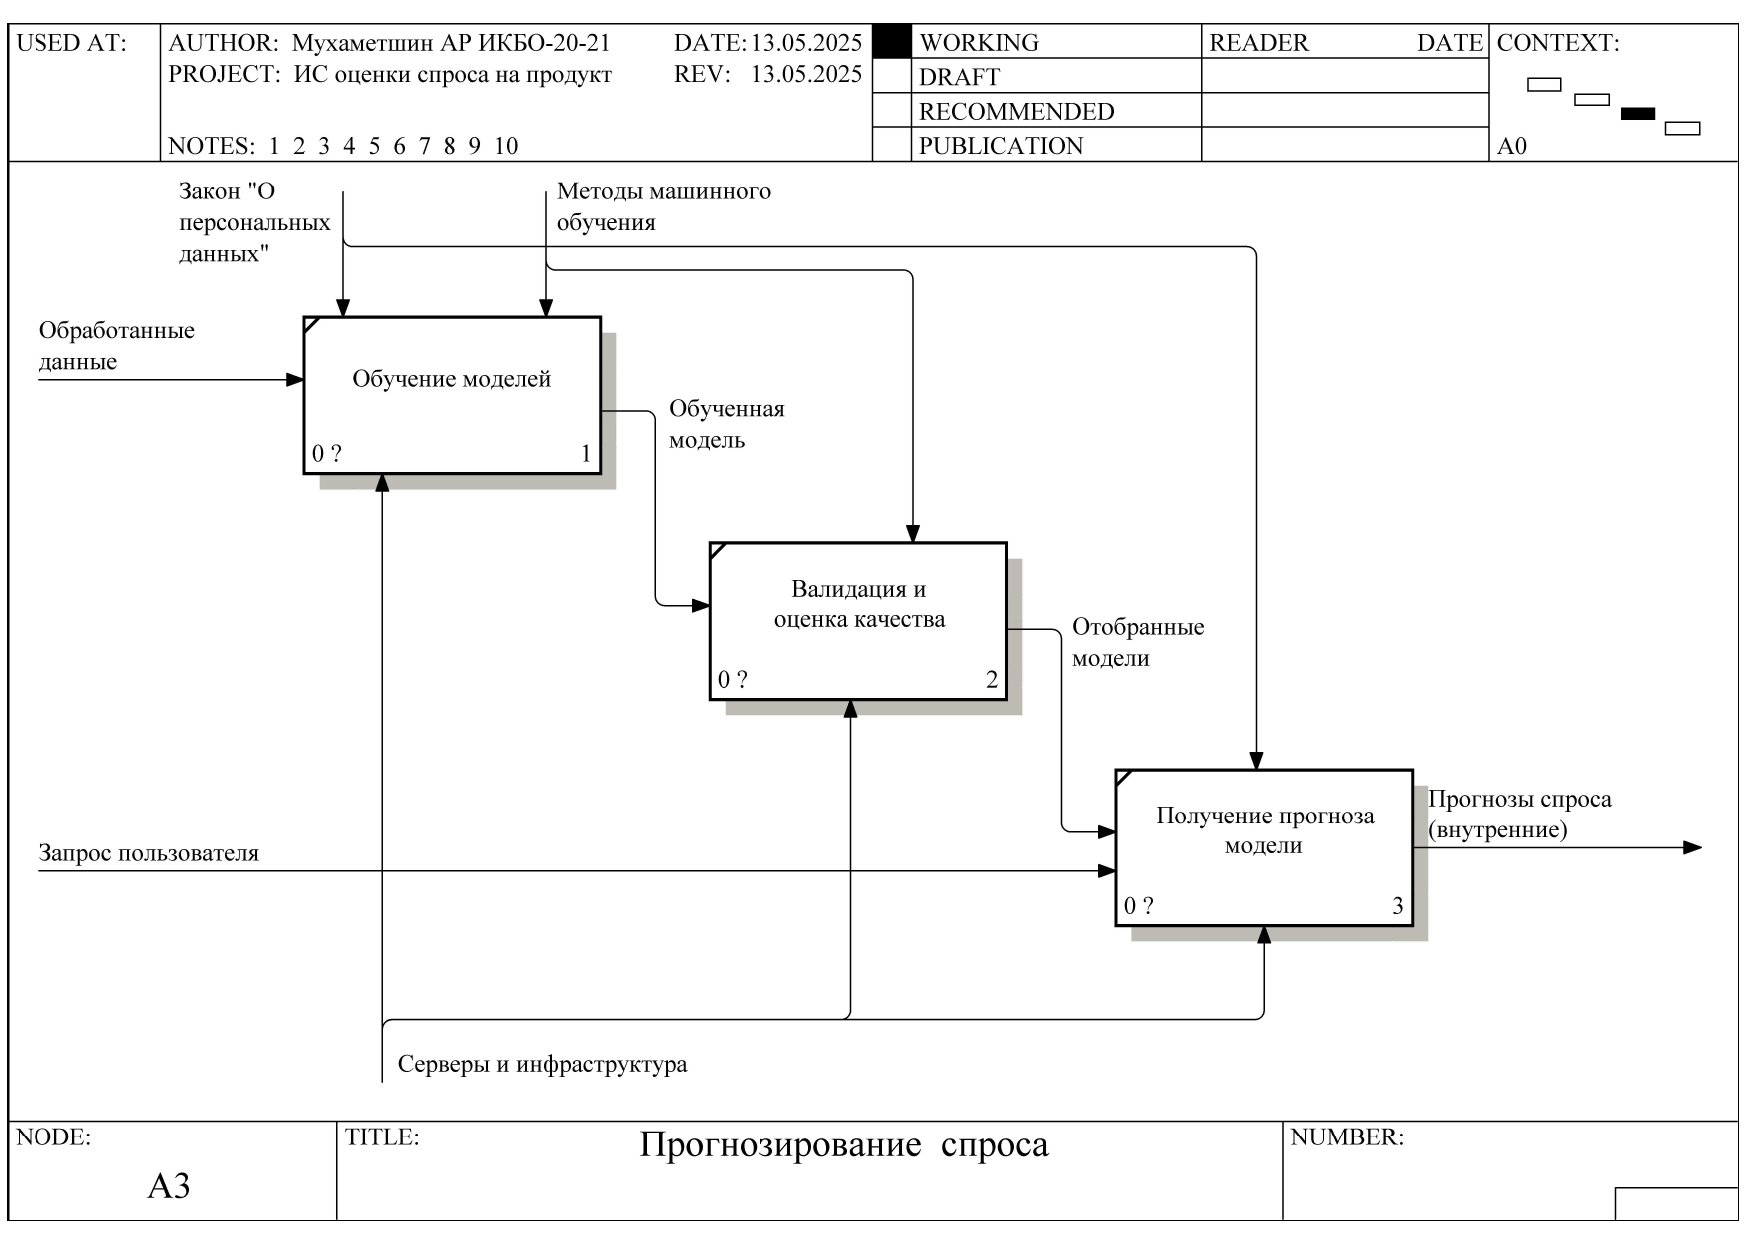 USED AT:
AUTHOR: Мухаметшин АР ИКБО-20-21
DATE: 13.05.2025
PROJECT: ИС оценки спроса на продукт
REV: 13.05.2025
NOTES: 1 2 3 4 5 6 7 8 9 10
WORKING
DRAFT
RECOMMENDED
PUBLICATION
READER DATE
CONTEXT:
A0
Закон "О
персональных
данных"
Методы машинного
обучения
Обработанные
данные
Обучение моделей
0 ? 1
Обученная
модель
Валидация и
оценка качества
0 ? 2
Отобранные
модели
Получение прогноза
модели
0 ? 3
Прогнозы спроса
(внутренние)
Запрос пользователя
Серверы и инфраструктура
NODE:
A3
TITLE:
Прогнозирование спроса
NUMBER: